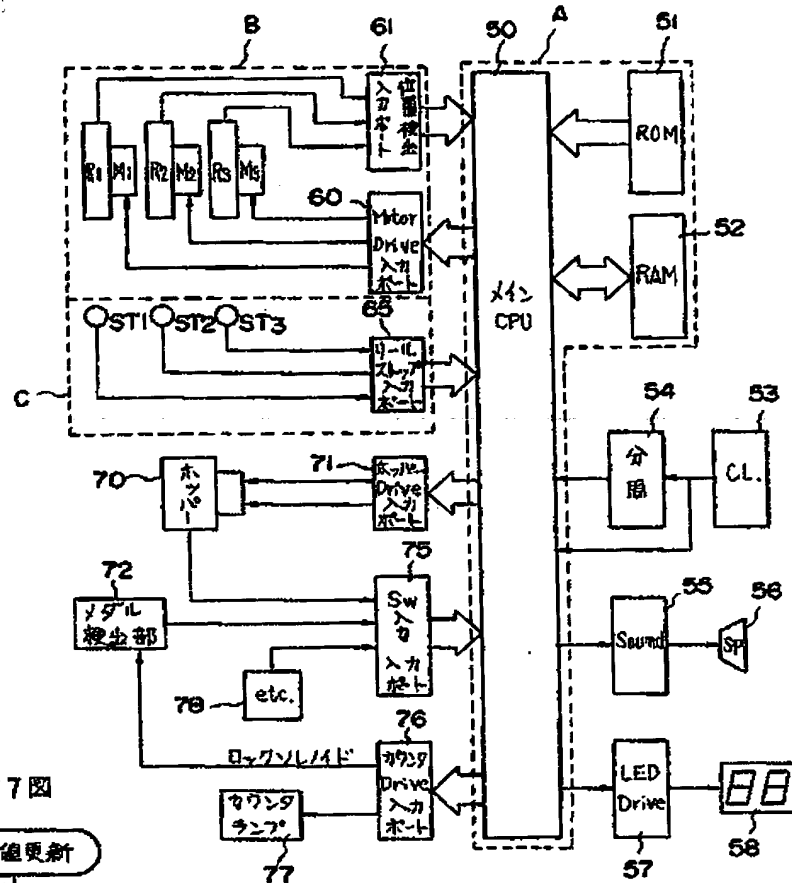 B
61
50
A
51
入力ポート
位置検出
ROM
R1
M1
R2
M2
R3
M3
60
Motor
Drive
入力
ポート
52
RAM
メイン
CPU
ST1
ST2
ST3
65
リール
ストップ
入力
ポート
C
54
53
分周
CL.
70
ホッパー
71
ホッパ
Drive
入力
ポート
75
72
メダル
検出部
Sw
入力
入力
ポート
55
56
Sound
SP
78
etc.
76
ロックソレノイド
カウンタ
Drive
入力
ポート
カウンタ
ランプ
77
LED
Drive
57
88
58
7図
値更新